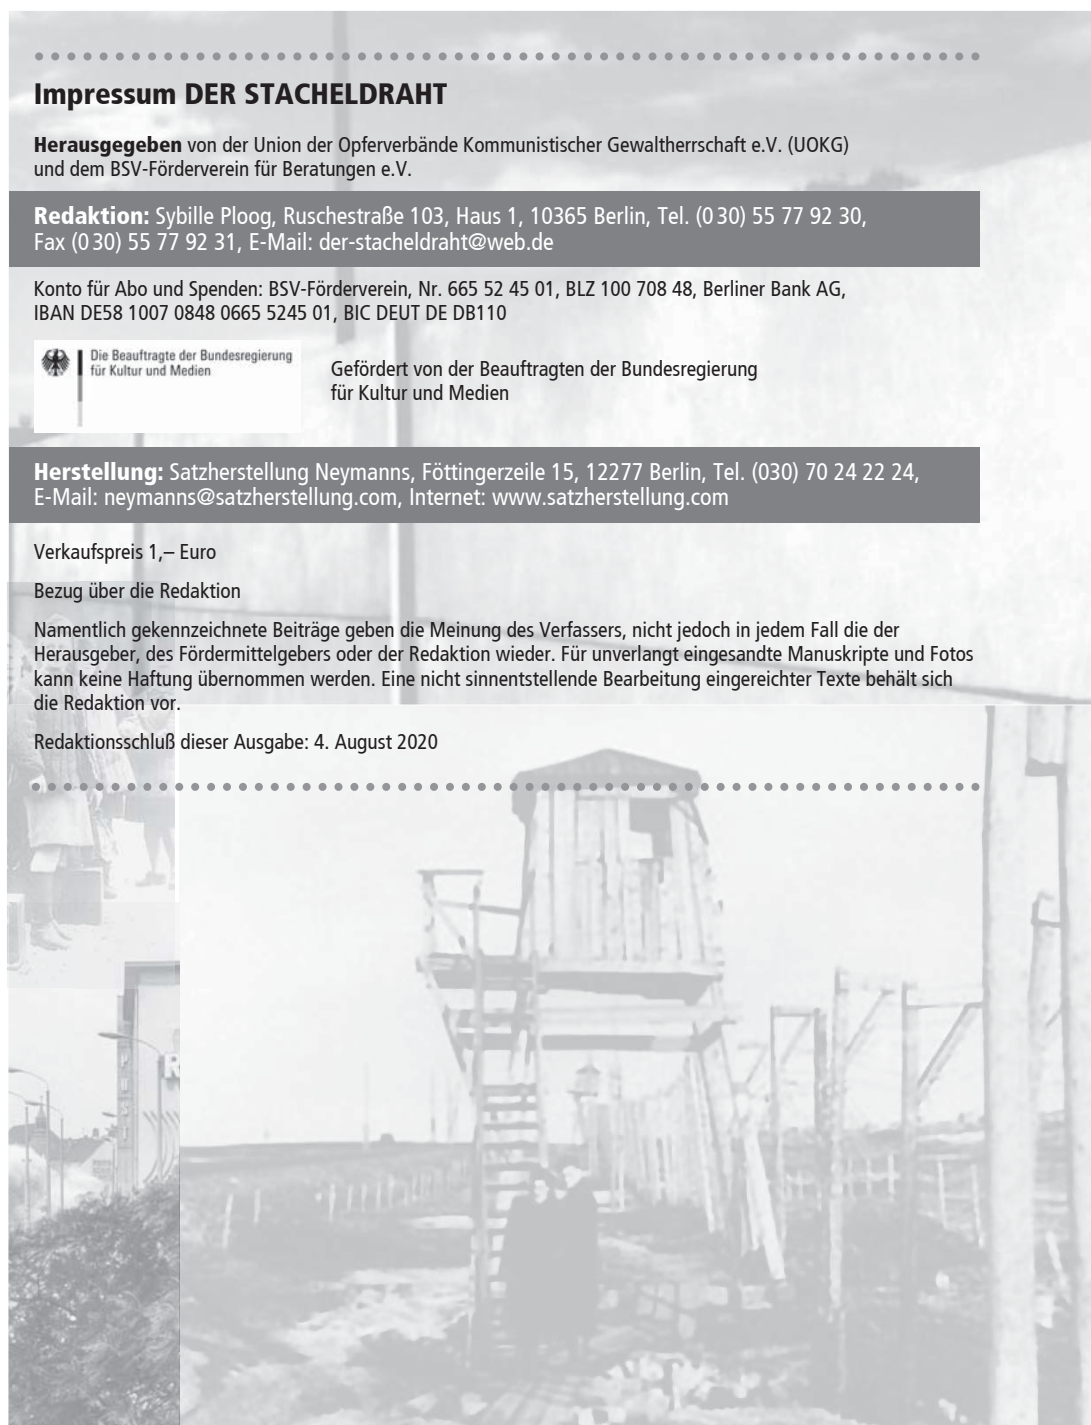 Impressum DER STACHELDRAHT
Herausgegeben von der Union der Opferverbände Kommunistischer Gewaltherrschaft e.V. (UOKG)
und dem BSV-Förderverein für Beratungen e.V.
Redaktion: Sybille Ploog, Ruschestraße 103, Haus 1, 10365 Berlin, Tel. (0 30) 55 77 92 30,
Fax (0 30) 55 77 92 31, E-Mail: der-stacheldraht@web.de
Konto für Abo und Spenden: BSV-Förderverein, Nr. 665 52 45 01, BLZ 100 708 48, Berliner Bank AG,
IBAN DE58 1007 0848 0665 5245 01, BIC DEUT DE DB110
Die Beauftragte der Bundesregierung
für Kultur und Medien
Gefördert von der Beauftragten der Bundesregierung
für Kultur und Medien
Herstellung: Satzherstellung Neymanns, Föttingerzeile 15, 12277 Berlin, Tel. (030) 70 24 22 24,
E-Mail: neymanns@satzherstellung.com, Internet: www.satzherstellung.com
Verkaufspreis 1,– Euro
Bezug über die Redaktion
Namentlich gekennzeichnete Beiträge geben die Meinung des Verfassers, nicht jedoch in jedem Fall die der
Herausgeber, des Fördermittelgebers oder der Redaktion wieder. Für unverlangt eingesandte Manuskripte und Fotos
kann keine Haftung übernommen werden. Eine nicht sinnentstellende Bearbeitung eingereichter Texte behält sich
die Redaktion vor.
Redaktionsschluß dieser Ausgabe: 4. August 2020